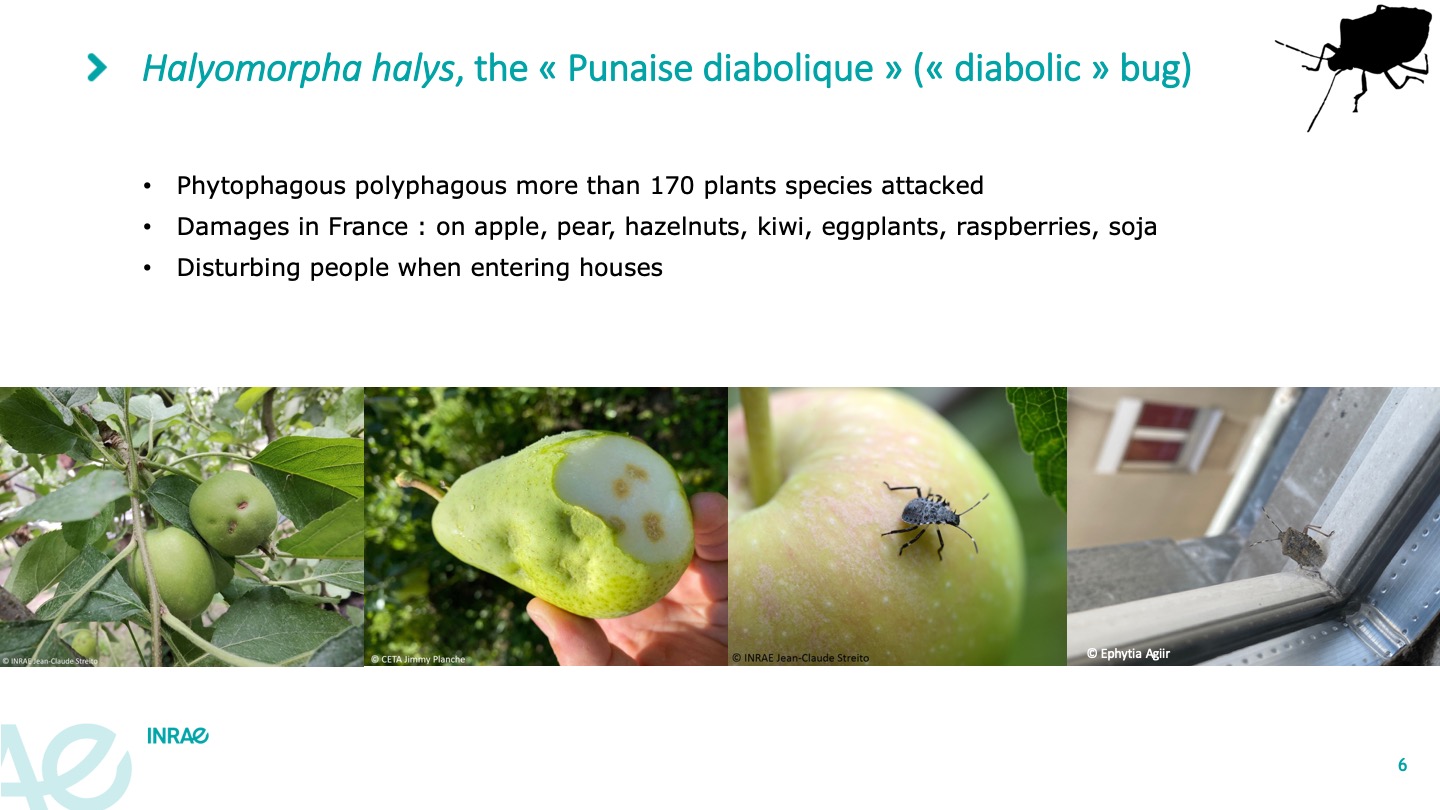 Halyomorpha halys, the « Punaise diabolique » (« diabolic » bug)
• Phytophagous polyphagous more than 170 plants species attacked
• Damages in France : on apple, pear, hazelnuts, kiwi, eggplants, raspberries, soja
• Disturbing people when entering houses
© INRAE Jean-Claude Streito
© CETA Jimmy Planche
© INRAE Jean-Claude Streito
© Ephytia Agiir
INRAE
6